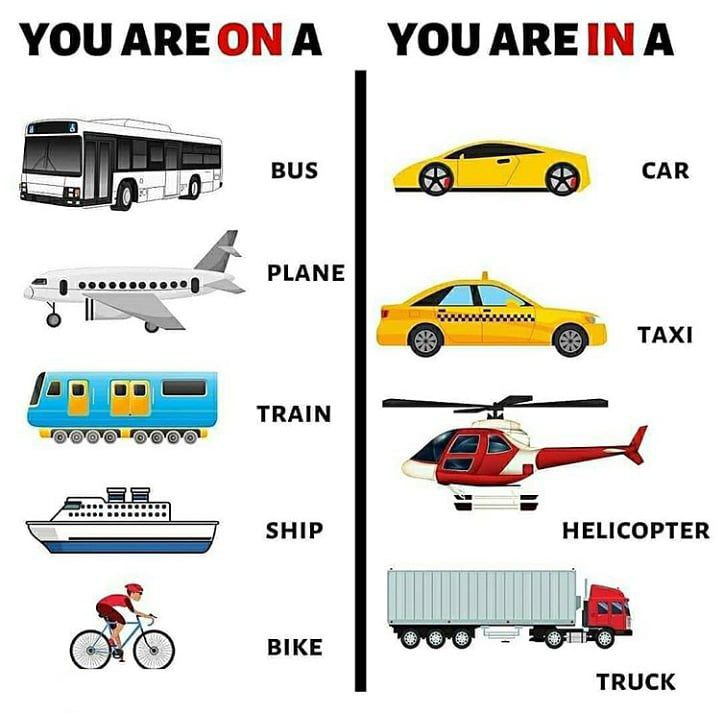 YOU ARE ON A
BUS
PLANE
TRAIN
SHIP
BIKE
YOU ARE IN A
CAR
TAXI
HELICOPTER
TRUCK